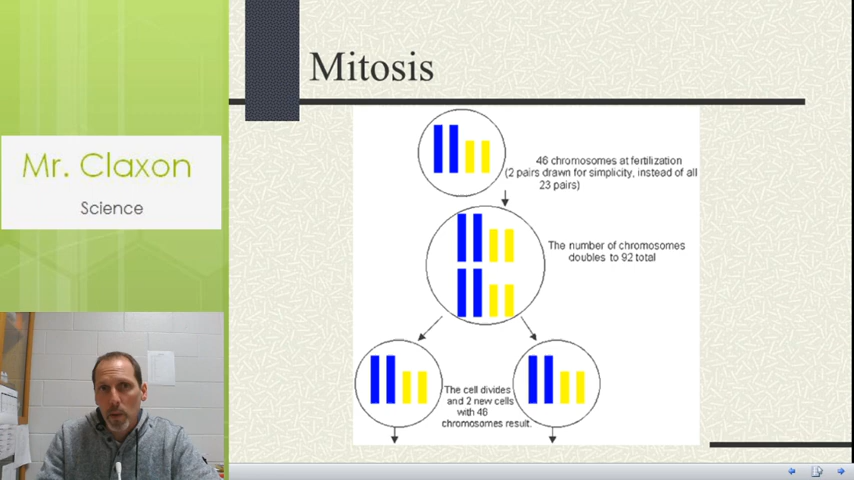 Mitosis
Mr. Claxon
Science
46 chromosomes at fertilization
(2 pairs drawn for simplicity, instead of all
23 pairs)
The number of chromosomes
doubles to 92 total
The cell divides
and 2 new cells
with 46
chromosomes result.